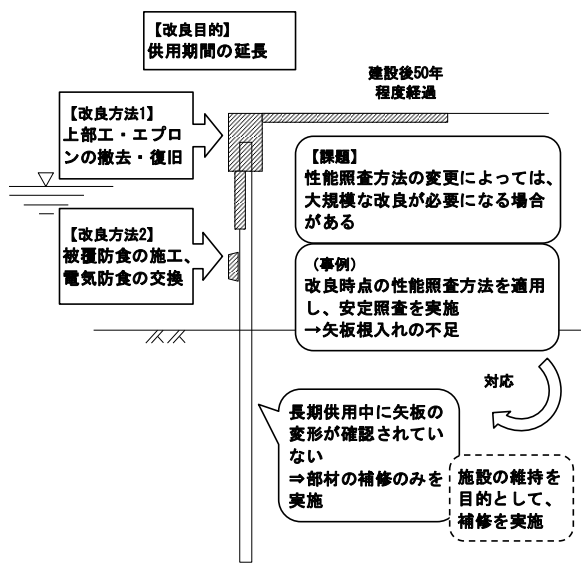 【改良目的】
供用期間の延長
建設後50年
程度経過
【改良方法1】
上部工・エプロ
ンの撤去・復旧
【課題】
性能照査方法の変更によっては、
大規模な改良が必要になる場合
がある
【改良方法2】
被覆防食の施工、
電気防食の交換
（事例）
改良時点の性能照査方法を適用
し、安定照査を実施
→矢板根入れの不足
対応
長期供用中に矢板の
変形が確認されてい
ない
⇒部材の補修のみを
実施
施設の維持を
目的として、
補修を実施